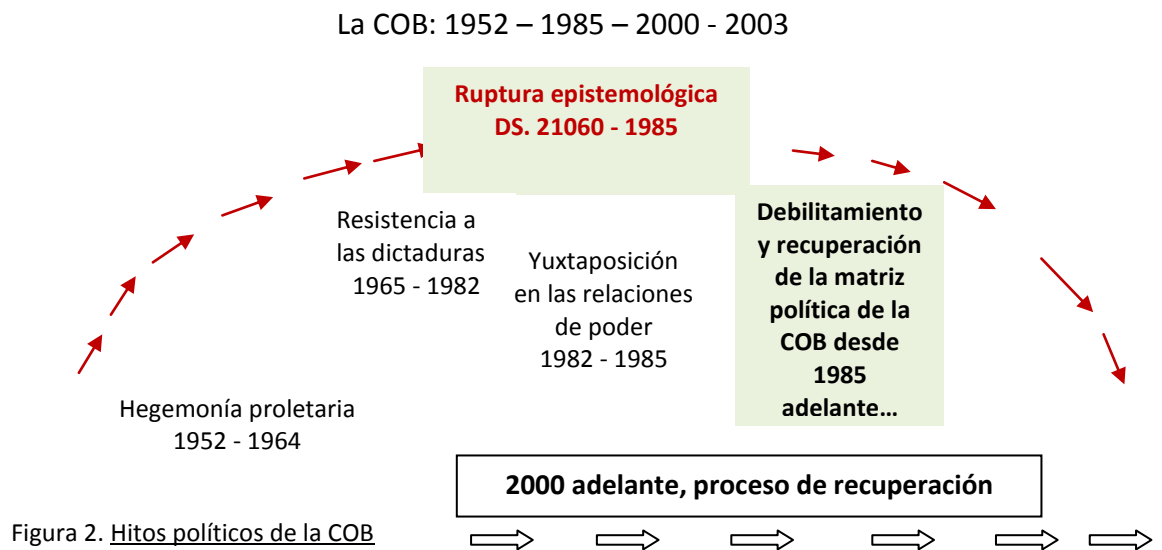 La COB: 1952 – 1985 – 2000 - 2003
Ruptura epistemológica
DS. 21060 - 1985
Resistencia a
las dictaduras
1965 - 1982
Yuxtaposición
en las relaciones
de poder
1982 - 1985
Debilitamiento
y recuperación
de la matriz
política de la
COB desde
1985
adelante…
Hegemonía proletaria
1952 - 1964
2000 adelante, proceso de recuperación
Figura 2. Hitos políticos de la COB